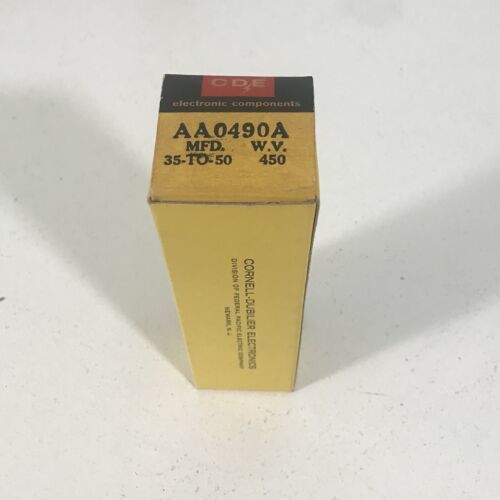 CDE
electronic components
AA0490A
MFD. W.V.
35-TO-50 450
CORNELL-DUBILIER ELECTRONICS
DIVISION OF FEDERAL PACIFIC ELECTRIC COMPANY
NEWARK, N. J.